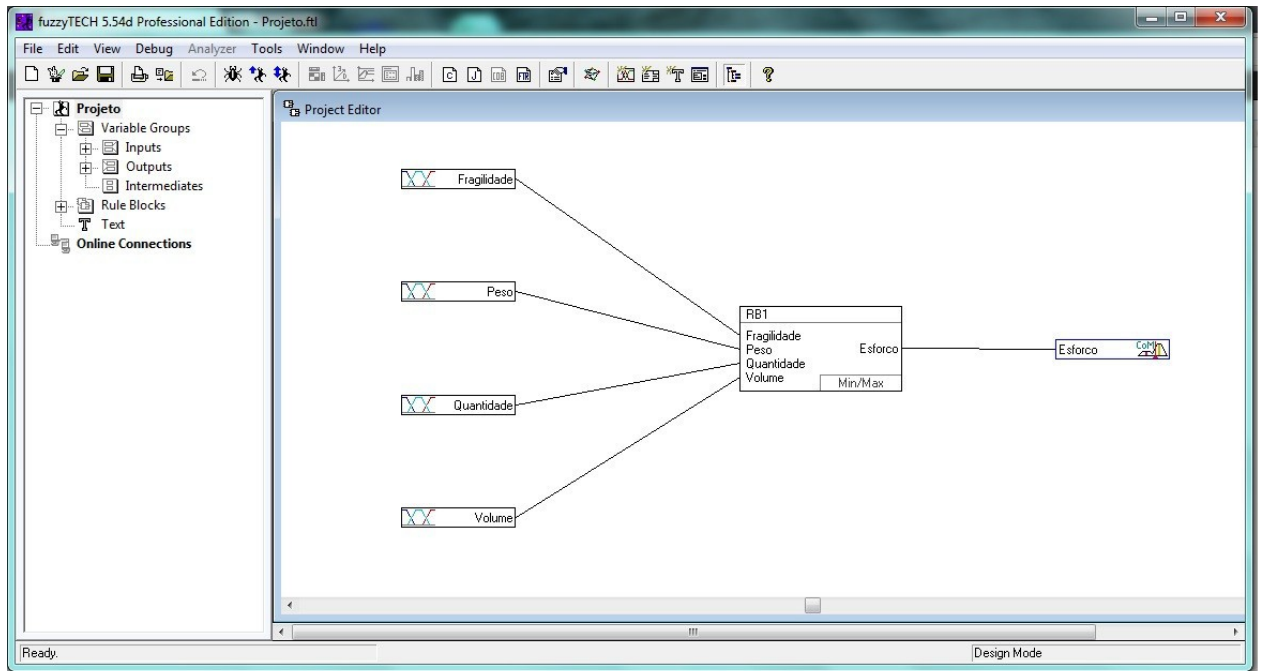 fuzzyTECH 5.54d Professional Edition - Projeto.ftl
File Edit View Debug Analyzer Tools Window Help
Projeto
Variable Groups
Inputs
Outputs
Intermediates
Rule Blocks
Text
Online Connections
Project Editor
Fragilidade
Peso
Quantidade
Volume
RB1
Fragilidade
Peso Esforco
Quantidade
Volume
Min/Max
Esforco CoM
Ready. Design Mode